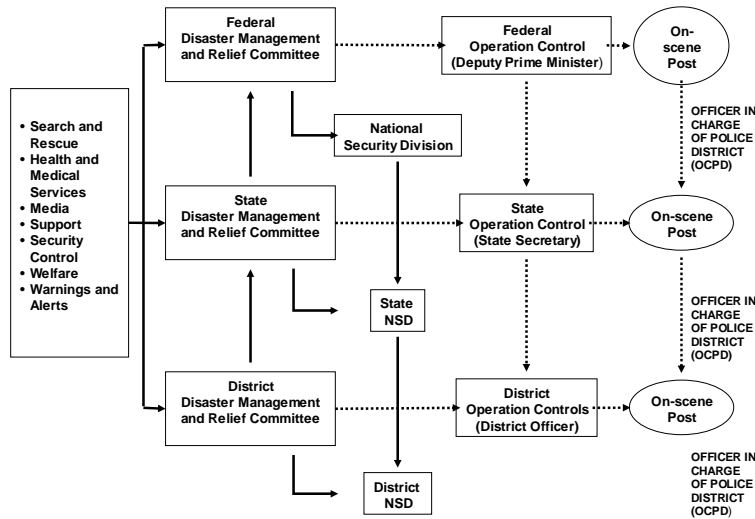 Federal
Disaster Management
and Relief Committee
Federal
Operation Control
(Deputy Prime Minister)
On-
scene
Post
• Search and
Rescue
• Health and
Medical
Services
• Media
• Support
• Security
Control
• Welfare
• Warnings and
Alerts
National
Security Division
OFFICER IN
CHARGE
OF POLICE
DISTRICT
(OCPD)
State
Disaster Management
and Relief Committee
State
Operation Control
(State Secretary)
On-scene
Post
State
NSD
OFFICER IN
CHARGE
OF POLICE
DISTRICT
(OCPD)
District
Disaster Management
and Relief Committee
District
Operation Controls
(District Officer)
On-scene
Post
District
NSD
OFFICER IN
CHARGE
OF POLICE
DISTRICT
(OCPD)